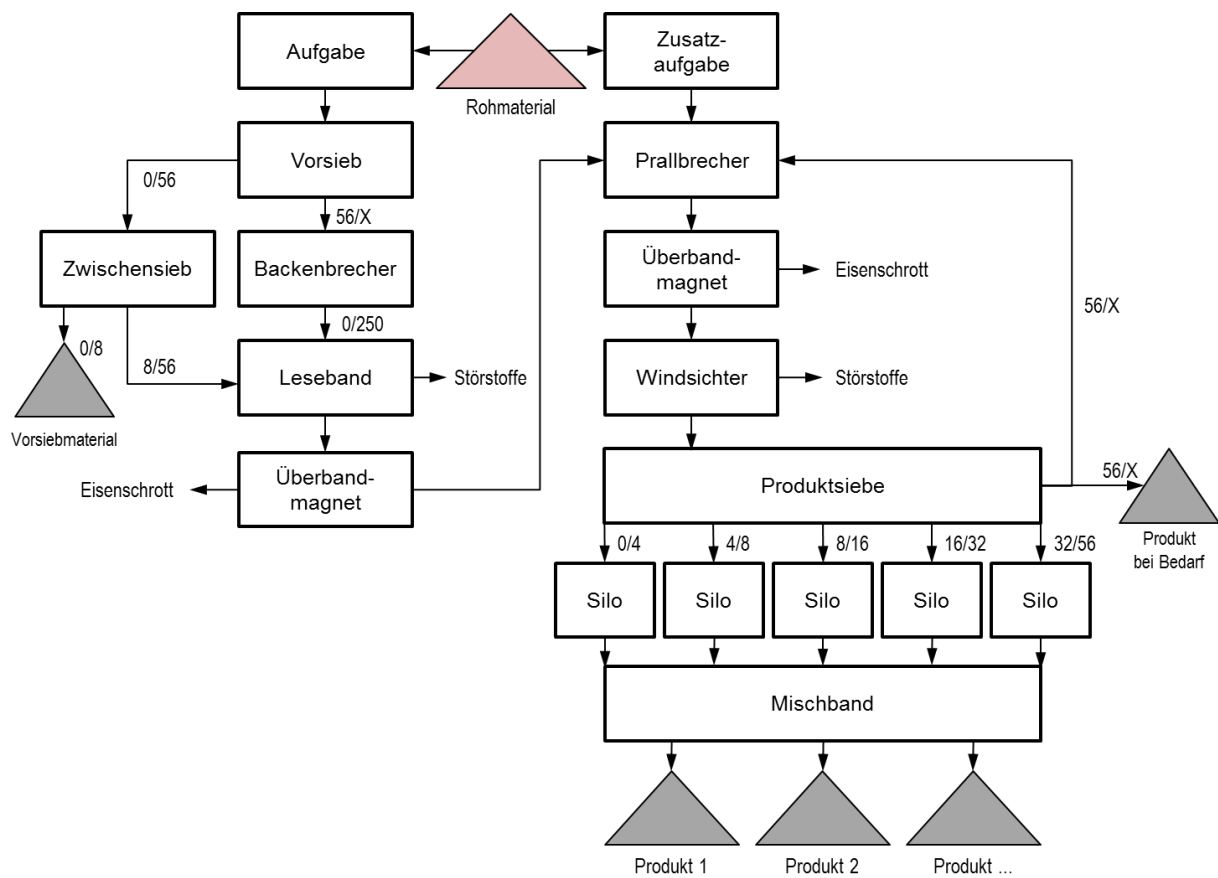 Aufgabe
Rohmaterial
Zusatz-
aufgabe
Vorsieb
Prallbrecher
0/56
56/X
Zwischensieb
Backenbrecher
Überband-
magnet
Eisenschrott
56/X
0/8
0/250
8/56
Leseband
Störstoffe
Windsichter
Störstoffe
Vorsiebmaterial
Eisenschrott
Überband-
magnet
Produktsiebe
56/X
Produkt
bei Bedarf
0/4
4/8
8/16
16/32
32/56
Silo
Silo
Silo
Silo
Silo
Mischband
Produkt 1
Produkt 2
Produkt ...